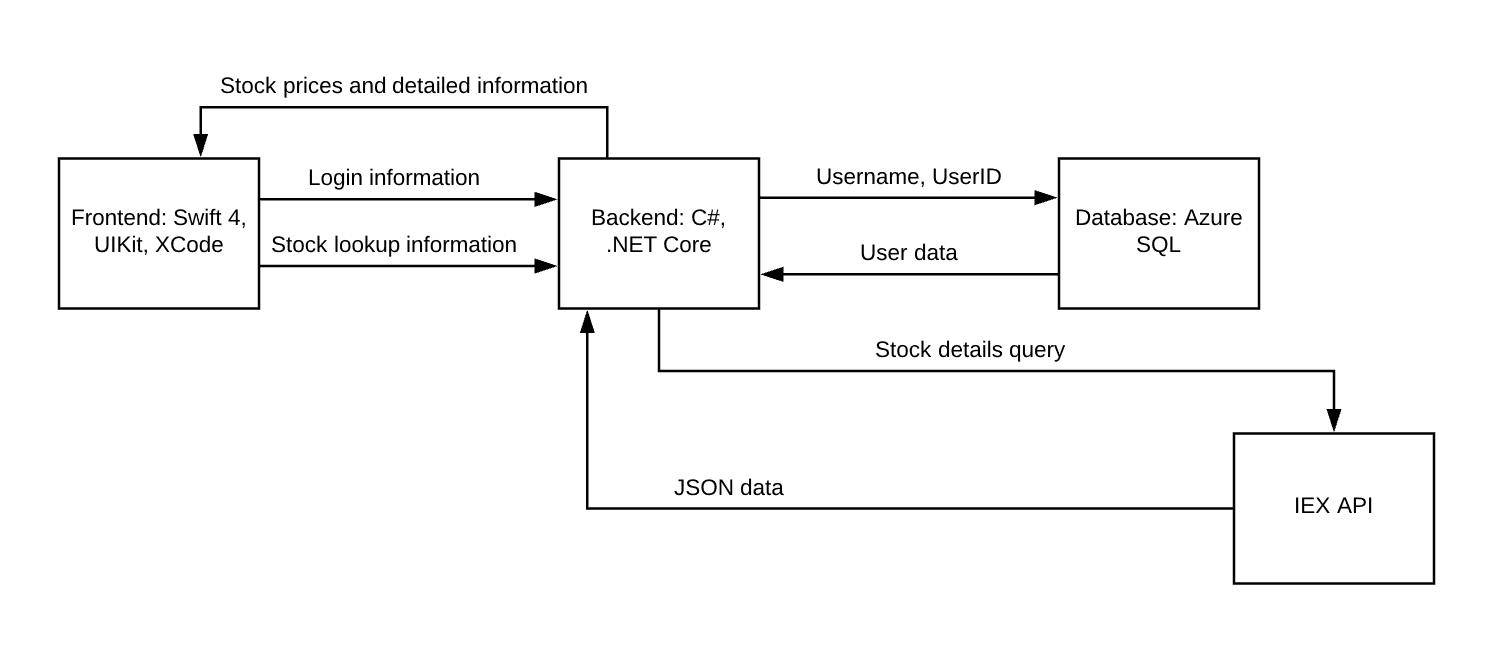 Stock prices and detailed information
Login information
Username, UserID
Frontend: Swift 4,
UIKit, XCode
Backend: C#,
.NET Core
Database: Azure
SQL
Stock lookup information
User data
Stock details query
JSON data
IEX API